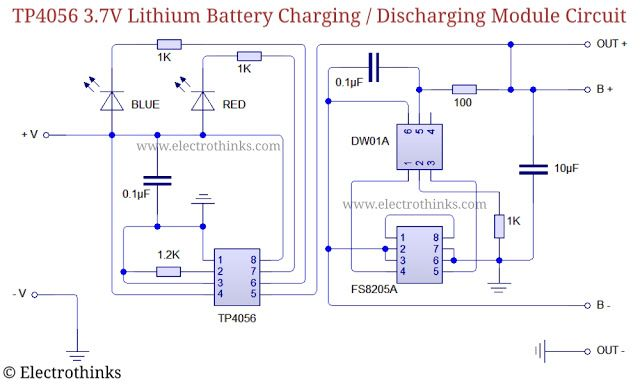 TP4056 3.7V Lithium Battery Charging / Discharging Module Circuit
OUT +
1K
1K
0.1µF
B +
BLUE
RED
100
+ V
6 5 4
DW01A
1 2 3
www.electrothinks.com
10µF
0.1µF
www.electrothinks.com
1K
1 8
2 7
3 6
4 5
FS8205A
1.2K
1 8
2 7
3 6
4 5
TP4056
- V
B -
OUT -
© Electrothinks